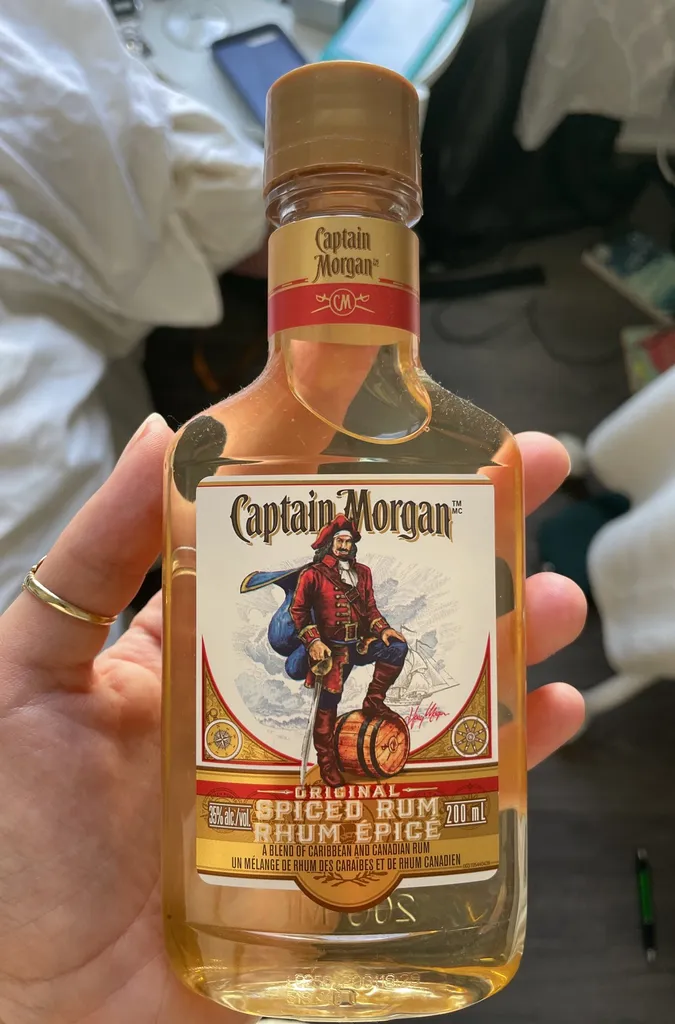 Captain
Morgan
CM
Captain Morgan
TM
MC
ORIGINAL
35% alc./vol.
SPICED RUM
RHUM ÉPICÉ
200 mL
A BLEND OF CARIBBEAN AND CANADIAN RUM
UN MÉLANGE DE RHUM DES CARAÏBES ET DE RHUM CANADIEN